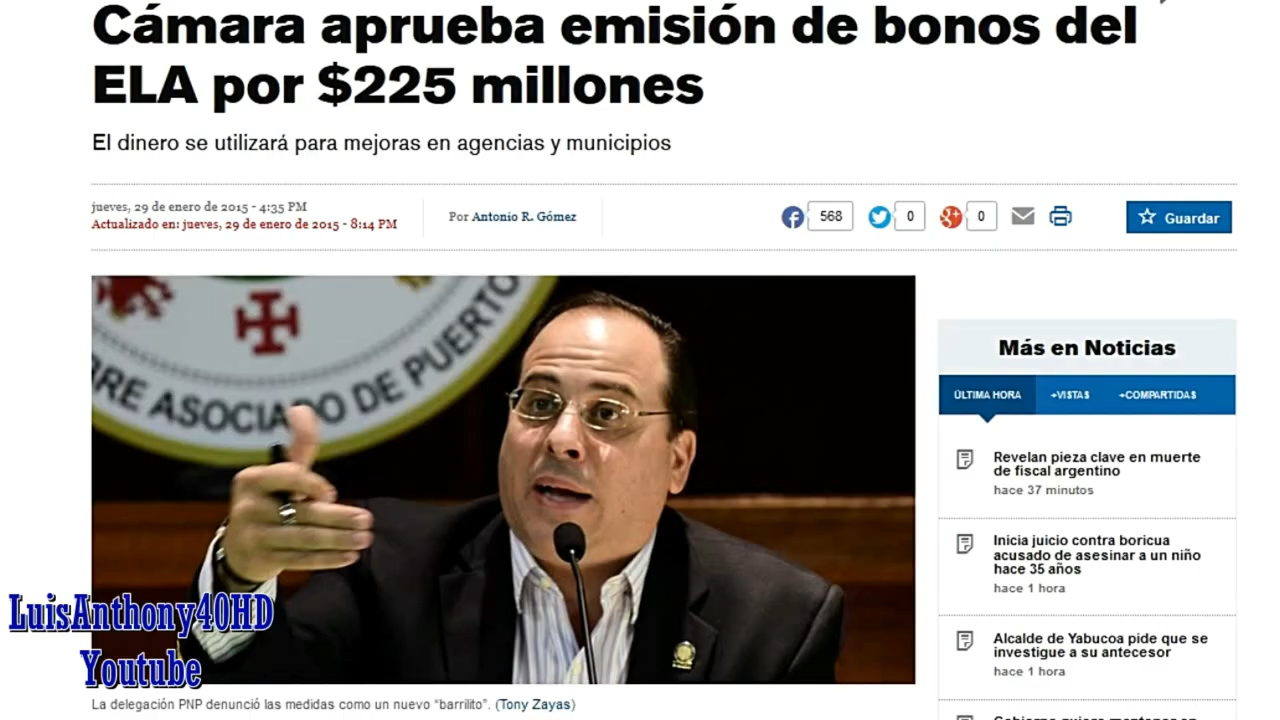 Cámara aprueba emisión de bonos del
ELA por $225 millones
El dinero se utilizará para mejoras en agencias y municipios
jueves, 29 de enero de 2015 - 4:35 PM
Actualizado en: jueves, 29 de enero de 2015 - 8:14 PM
Por Antonio R. Gómez
568
0
0
Guardar
BRE ASOCIADO DE PUERTO
Más en Noticias
ÚLTIMA HORA
+VISTAS
+COMPARTIDAS
Revelan pieza clave en muerte
de fiscal argentino
hace 37 minutos
Inicia juicio contra boricua
acusado de asesinar a un niño
hace 35 años
hace 1 hora
Alcalde de Yabucoa pide que se
investigue a su antecesor
hace 1 hora
LuisAnthony40HD
Youtube
La delegación PNP denunció las medidas como un nuevo “barrilito”. (Tony Zayas)